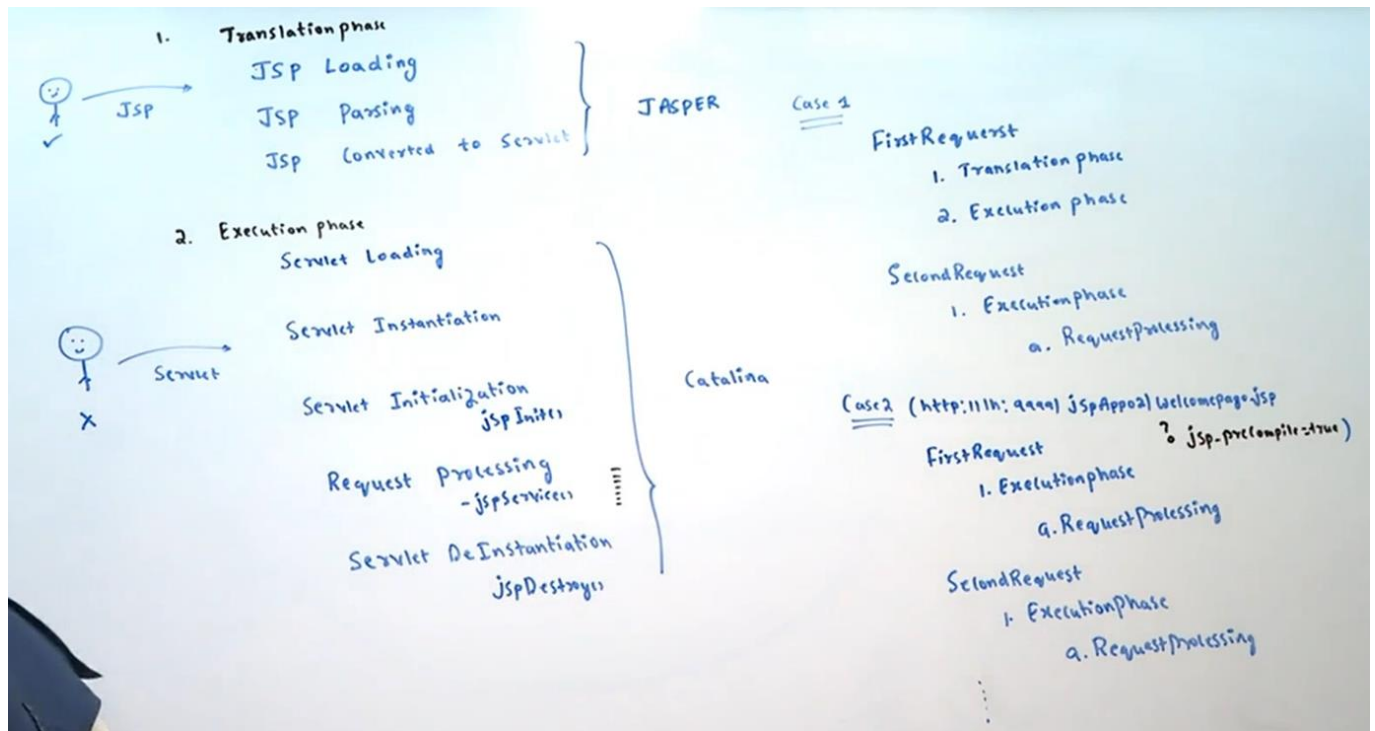 1. Translation phase
JSP Loading
JSP
JSP Parsing
JSP Converted to Servlet
JASPER
2. Execution phase
Servlet Loading
Servlet Instantiation
Servlet
Servlet Initialization
jspInit()
Request Processing
-jspService()
Servlet DeInstantiation
jspDestroy()
Catalina
Case 1
FirstRequerst
1. Translation phase
2. Execution phase
SecondRequest
1. Execution phase
a. RequestProcessing
Case2 (http://lh:9999/jspApp02/welcomepage.jsp
? jsp-precompile=true)
FirstRequest
1. Executionphase
a. RequestProcessing
SecondRequest
1. ExecutionPhase
a. RequestProcessing